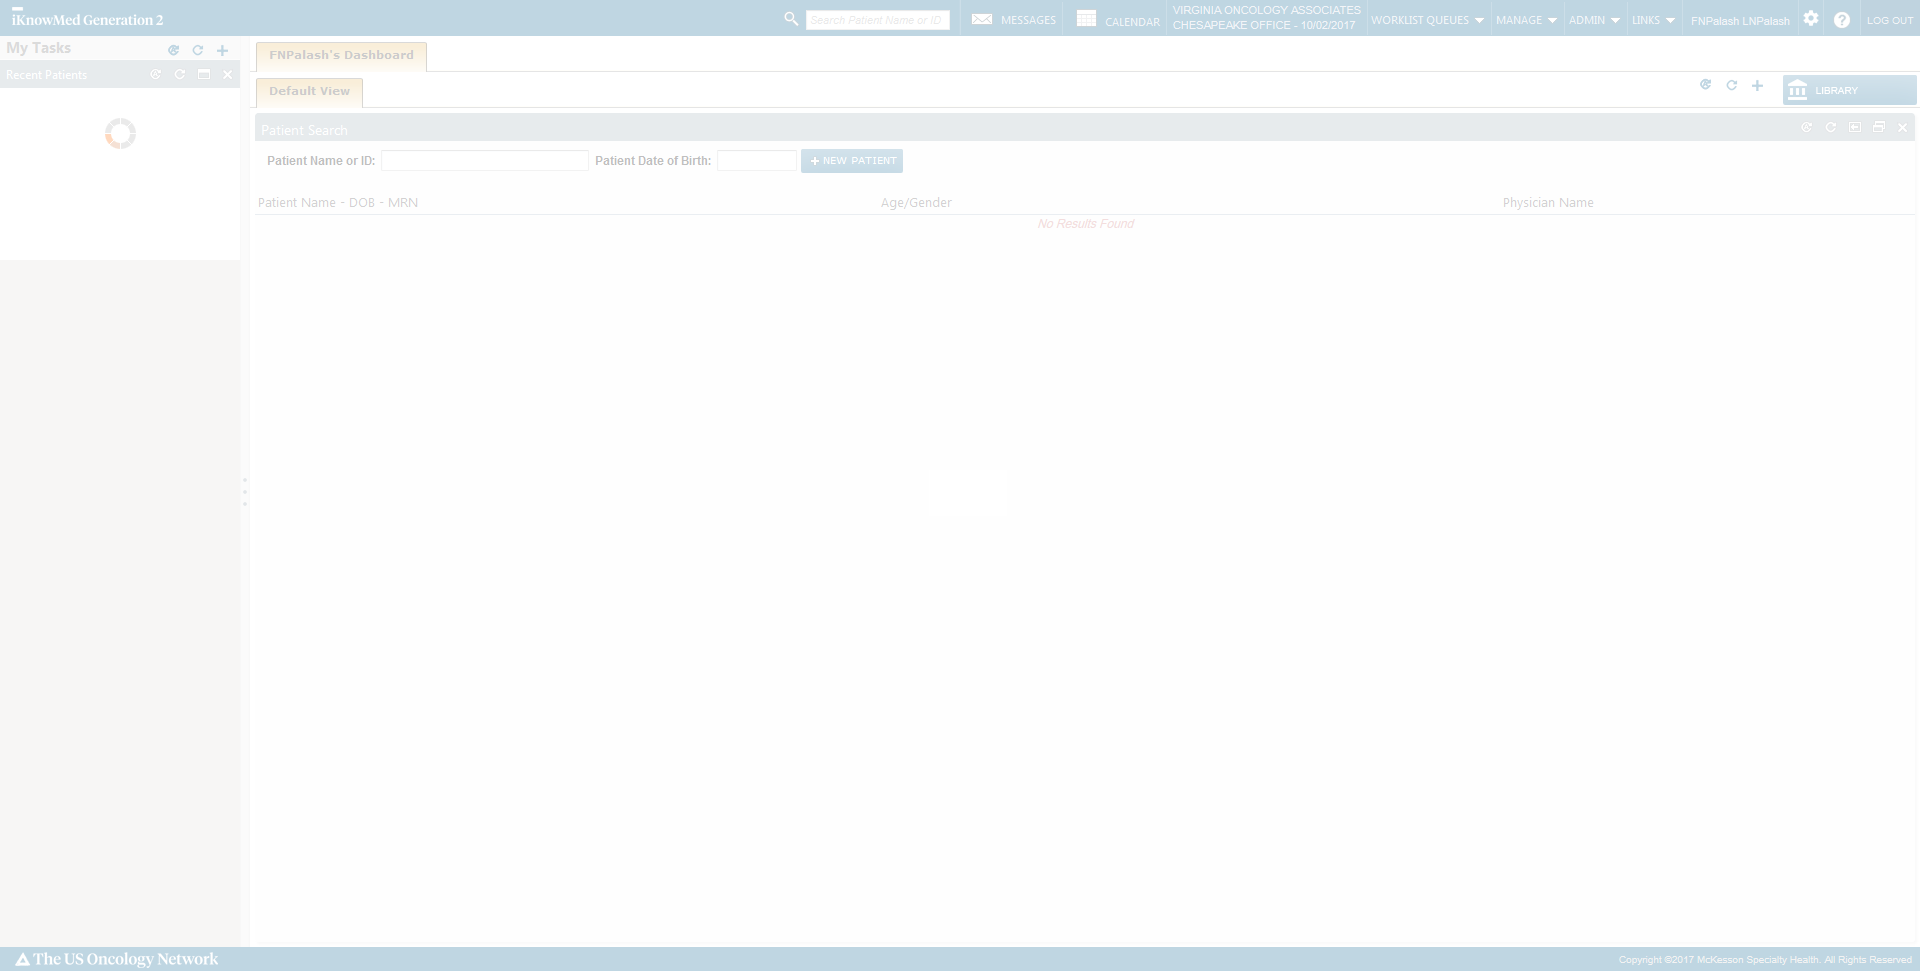 iKnowMed Generation 2
Search Patient Name or ID
MESSAGES
CALENDAR
VIRGINIA ONCOLOGY ASSOCIATES
CHESAPEAKE OFFICE - 10/02/2017
WORKLIST QUEUES
MANAGE
ADMIN
LINKS
FNPalash LNPalash
LOG OUT
My Tasks
Recent Patients
FNPalash's Dashboard
Default View
LIBRARY
Patient Search
Patient Name or ID:
Patient Date of Birth:
+ NEW PATIENT
Patient Name - DOB - MRN
Age/Gender
Physician Name
No Results Found
The US Oncology Network
Copyright ©2017 McKesson Specialty Health. All Rights Reserved